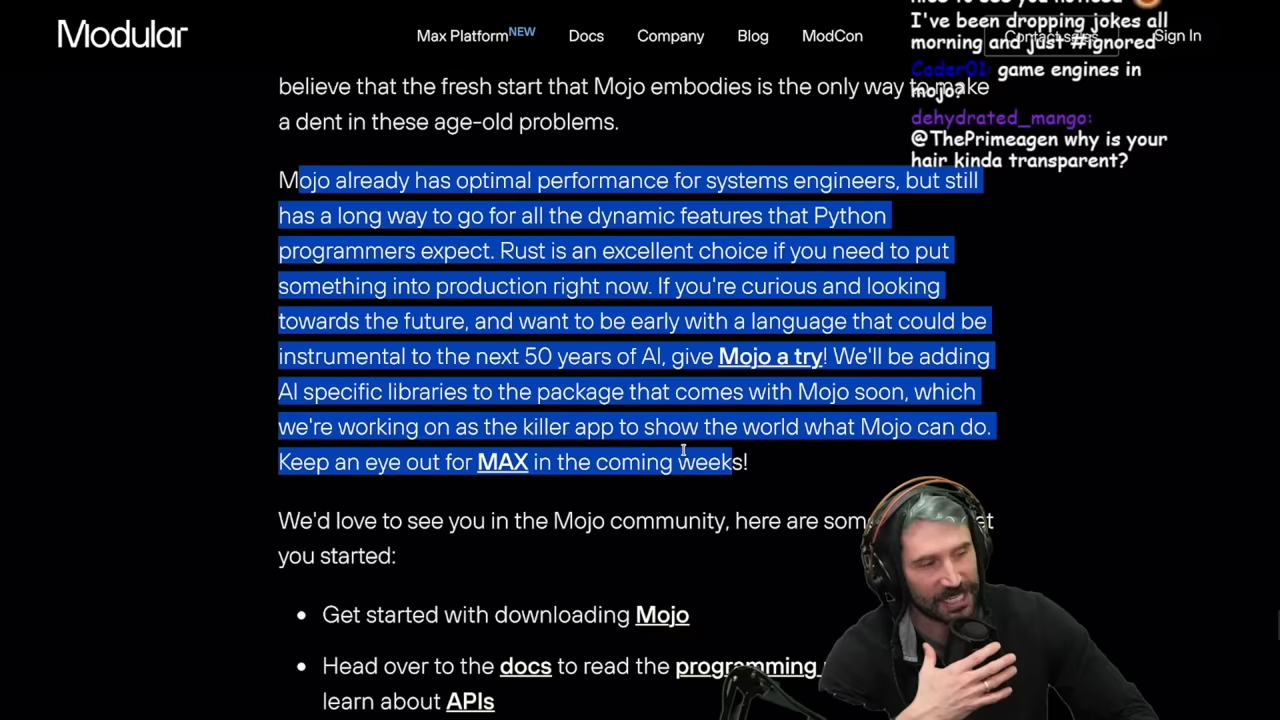 Modular
Max Platform NEW Docs Company Blog ModCon Contact sales Sign In
I've been dropping jokes all
morning and just #ignored
Coder01: game engines in
mojo?
dehydrated_mango:
@ThePrimeagen why is your
hair kinda transparent?
believe that the fresh start that Mojo embodies is the only way to make
a dent in these age-old problems.
Mojo already has optimal performance for systems engineers, but still
has a long way to go for all the dynamic features that Python
programmers expect. Rust is an excellent choice if you need to put
something into production right now. If you're curious and looking
towards the future, and want to be early with a language that could be
instrumental to the next 50 years of AI, give Mojo a try! We'll be adding
AI specific libraries to the package that comes with Mojo soon, which
we're working on as the killer app to show the world what Mojo can do.
Keep an eye out for MAX in the coming weeks!
We'd love to see you in the Mojo community, here are som
you started:
• Get started with downloading Mojo
• Head over to the docs to read the programming
learn about APIs